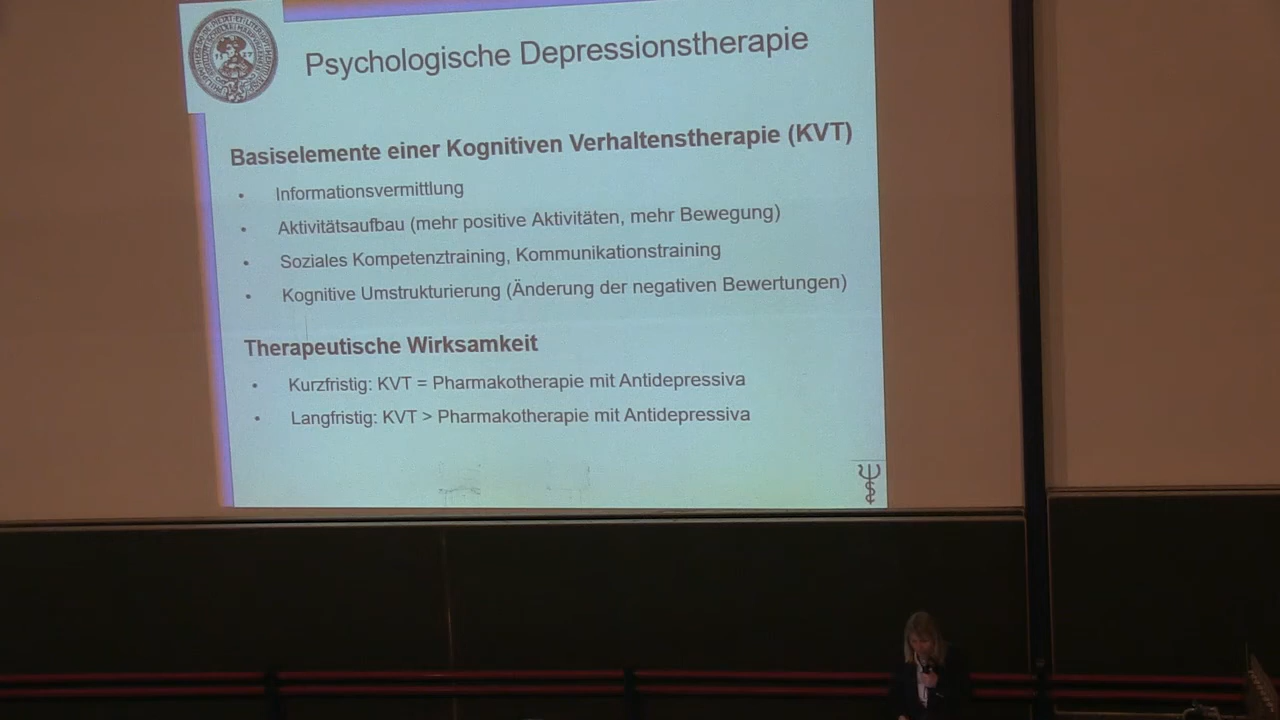 Psychologische Depressionstherapie
Basiselemente einer Kognitiven Verhaltenstherapie (KVT)
• Informationsvermittlung
• Aktivitätsaufbau (mehr positive Aktivitäten, mehr Bewegung)
• Soziales Kompetenztraining, Kommunikationstraining
• Kognitive Umstrukturierung (Änderung der negativen Bewertungen)
Therapeutische Wirksamkeit
• Kurzfristig: KVT = Pharmakotherapie mit Antidepressiva
• Langfristig: KVT > Pharmakotherapie mit Antidepressiva